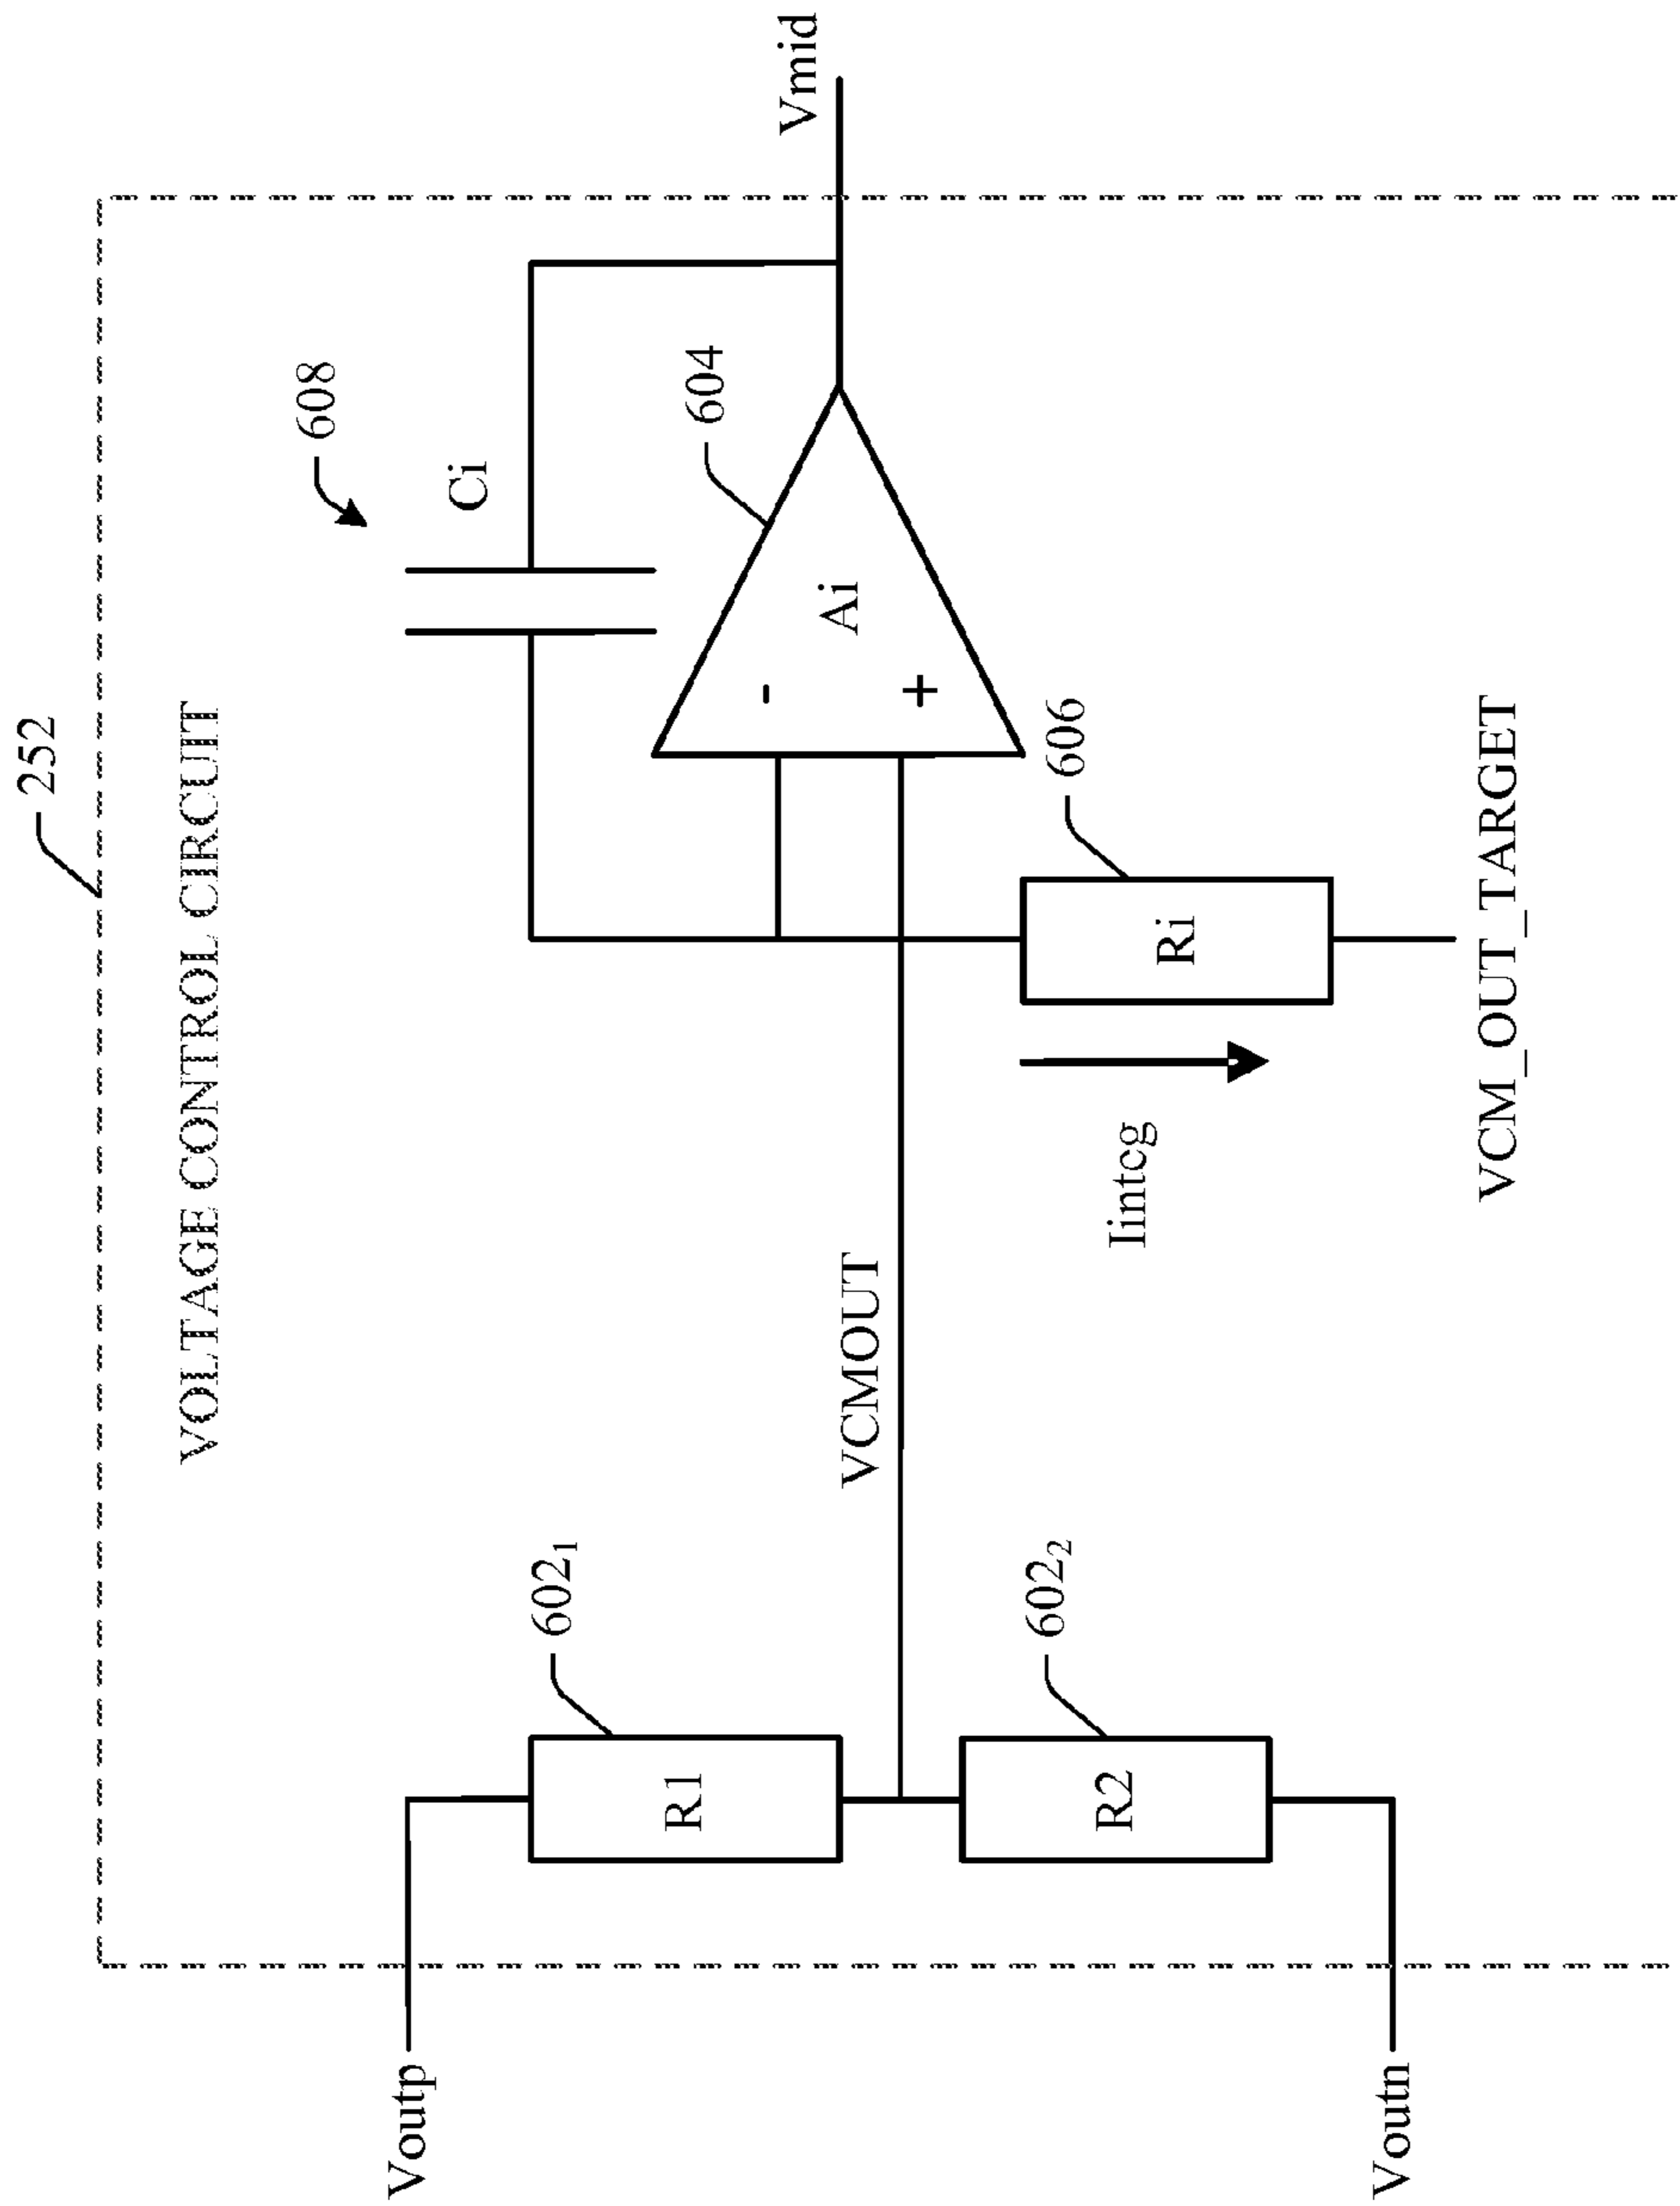 252
VOLTAGE CONTROL CIRCUIT
608
Ci
604
Vmid
Ai
-
+
Voutp
602₁
R1
VCMOUT
606
Ri
Iintcg
602₂
R2
Voutn
VCM_OUT_TARGET